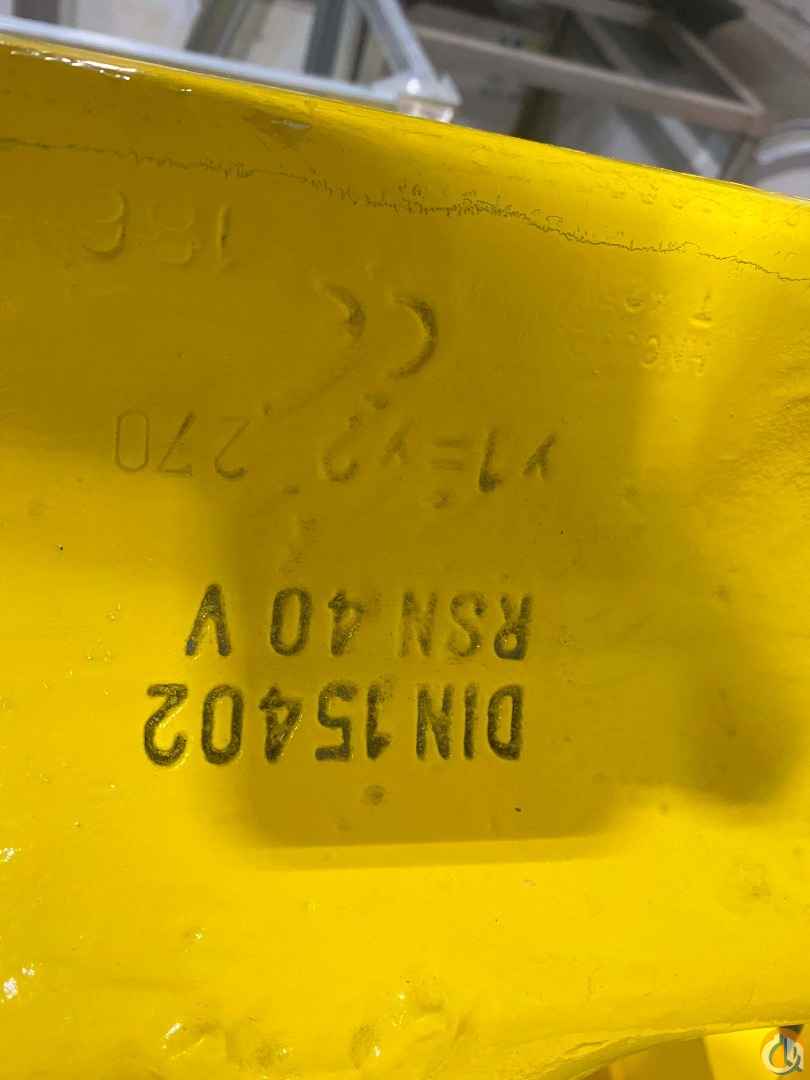 DIN 15402
RSN 40 V
y1=y2 270
CE